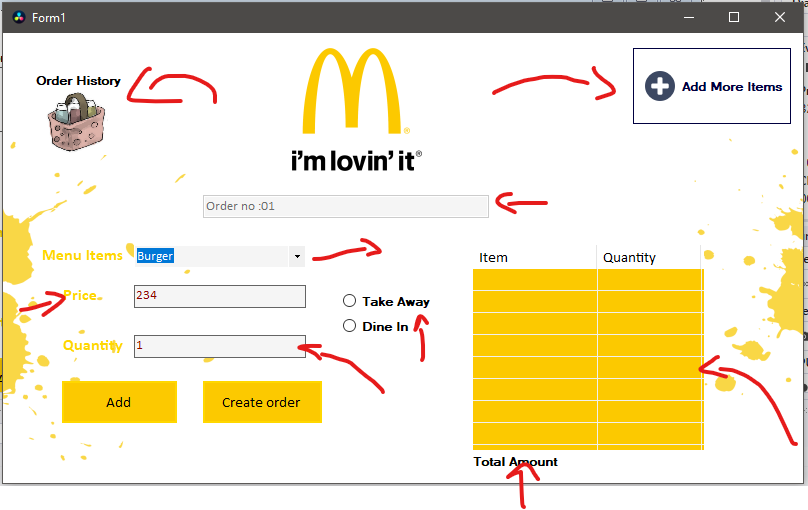 Form1
Order History
Add More Items
i'm lovin' it®
Order no :01
Menu Items Burger
Item Quantity
Price. 234
Take Away
Dine In
Quantity 1
Add Create order
Total Amount